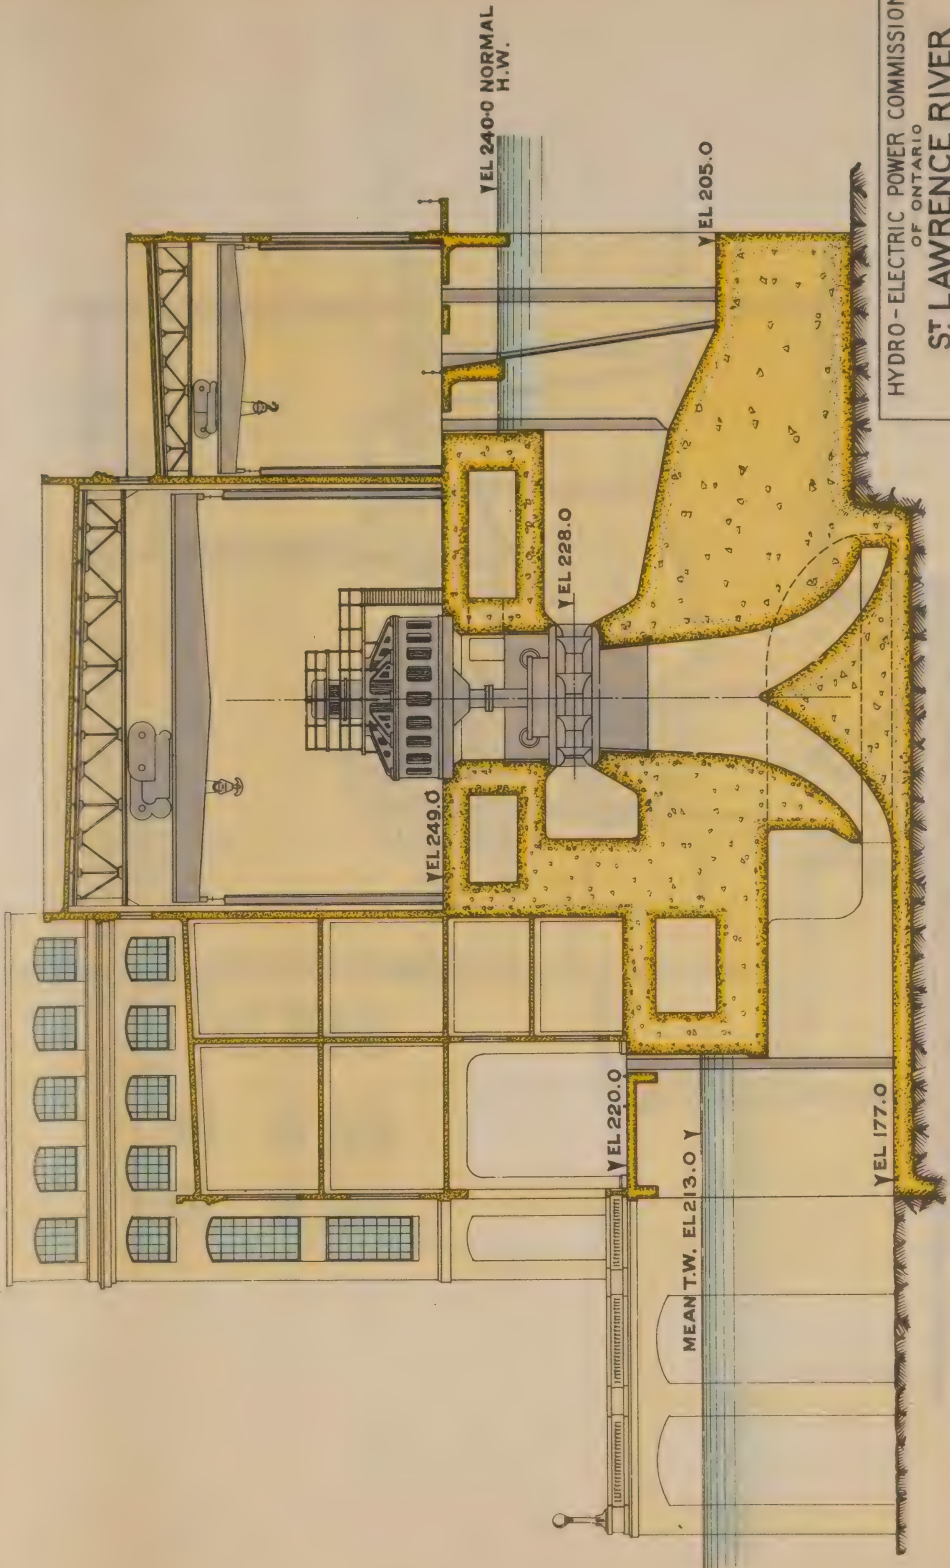 EL 240·0 NORMAL
H.W.
EL 205.0
EL 228.0
EL 249.0
EL 220.0
MEAN T.W. EL 213.0
EL 177.0
HYDRO-ELECTRIC POWER COMMISSION
OF ONTARIO
ST. LAWRENCE RIVER